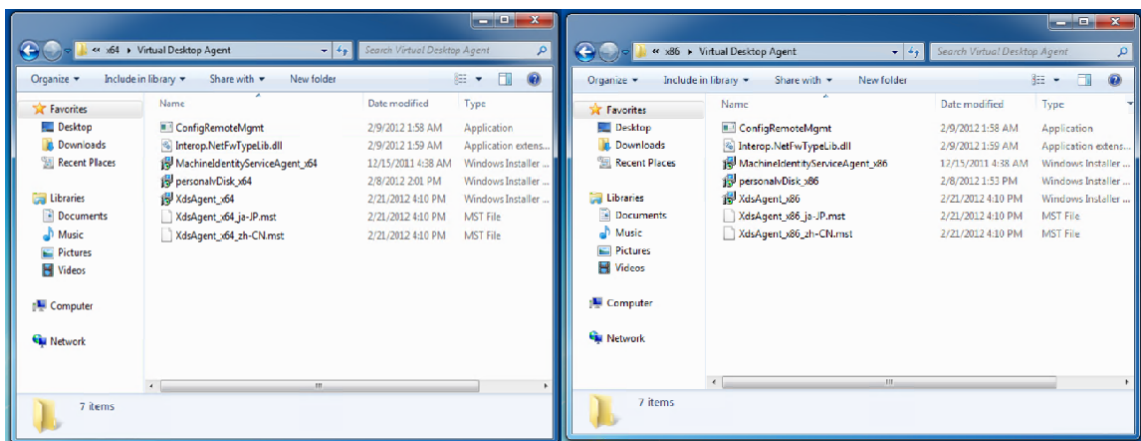 x64 Virtual Desktop Agent Search Virtual Desktop Agent
Organize Include in library Share with New folder
Name Date modified Type
Favorites
Desktop
Downloads
Recent Places
Libraries
Documents
Music
Pictures
Videos
Computer
Network
ConfigRemoteMgmt 2/9/2012 1:58 AM Application
Interop.NetFwTypeLib.dll 2/9/2012 1:59 AM Application extens...
MachineIdentityServiceAgent_x64 12/15/2011 4:38 AM Windows Installer ...
personalvDisk_x64 2/8/2012 2:01 PM Windows Installer ...
XdsAgent_x64 2/21/2012 4:10 PM Windows Installer ...
XdsAgent_x64_ja-JP.mst 2/21/2012 4:10 PM MST File
XdsAgent_x64_zh-CN.mst 2/21/2012 4:10 PM MST File
7 items
x86 Virtual Desktop Agent Search Virtual Desktop Agent
Organize Include in library Share with New folder
Name Date modified Type
Favorites
Desktop
Downloads
Recent Places
Libraries
Documents
Music
Pictures
Videos
Computer
Network
ConfigRemoteMgmt 2/9/2012 1:58 AM Application
Interop.NetFwTypeLib.dll 2/9/2012 1:59 AM Application extens...
MachineIdentityServiceAgent_x86 12/15/2011 4:38 AM Windows Installer ...
personalvDisk_x86 2/8/2012 1:53 PM Windows Installer ...
XdsAgent_x86 2/21/2012 4:10 PM Windows Installer ...
XdsAgent_x86_ja-JP.mst 2/21/2012 4:10 PM MST File
XdsAgent_x86_zh-CN.mst 2/21/2012 4:10 PM MST File
7 items